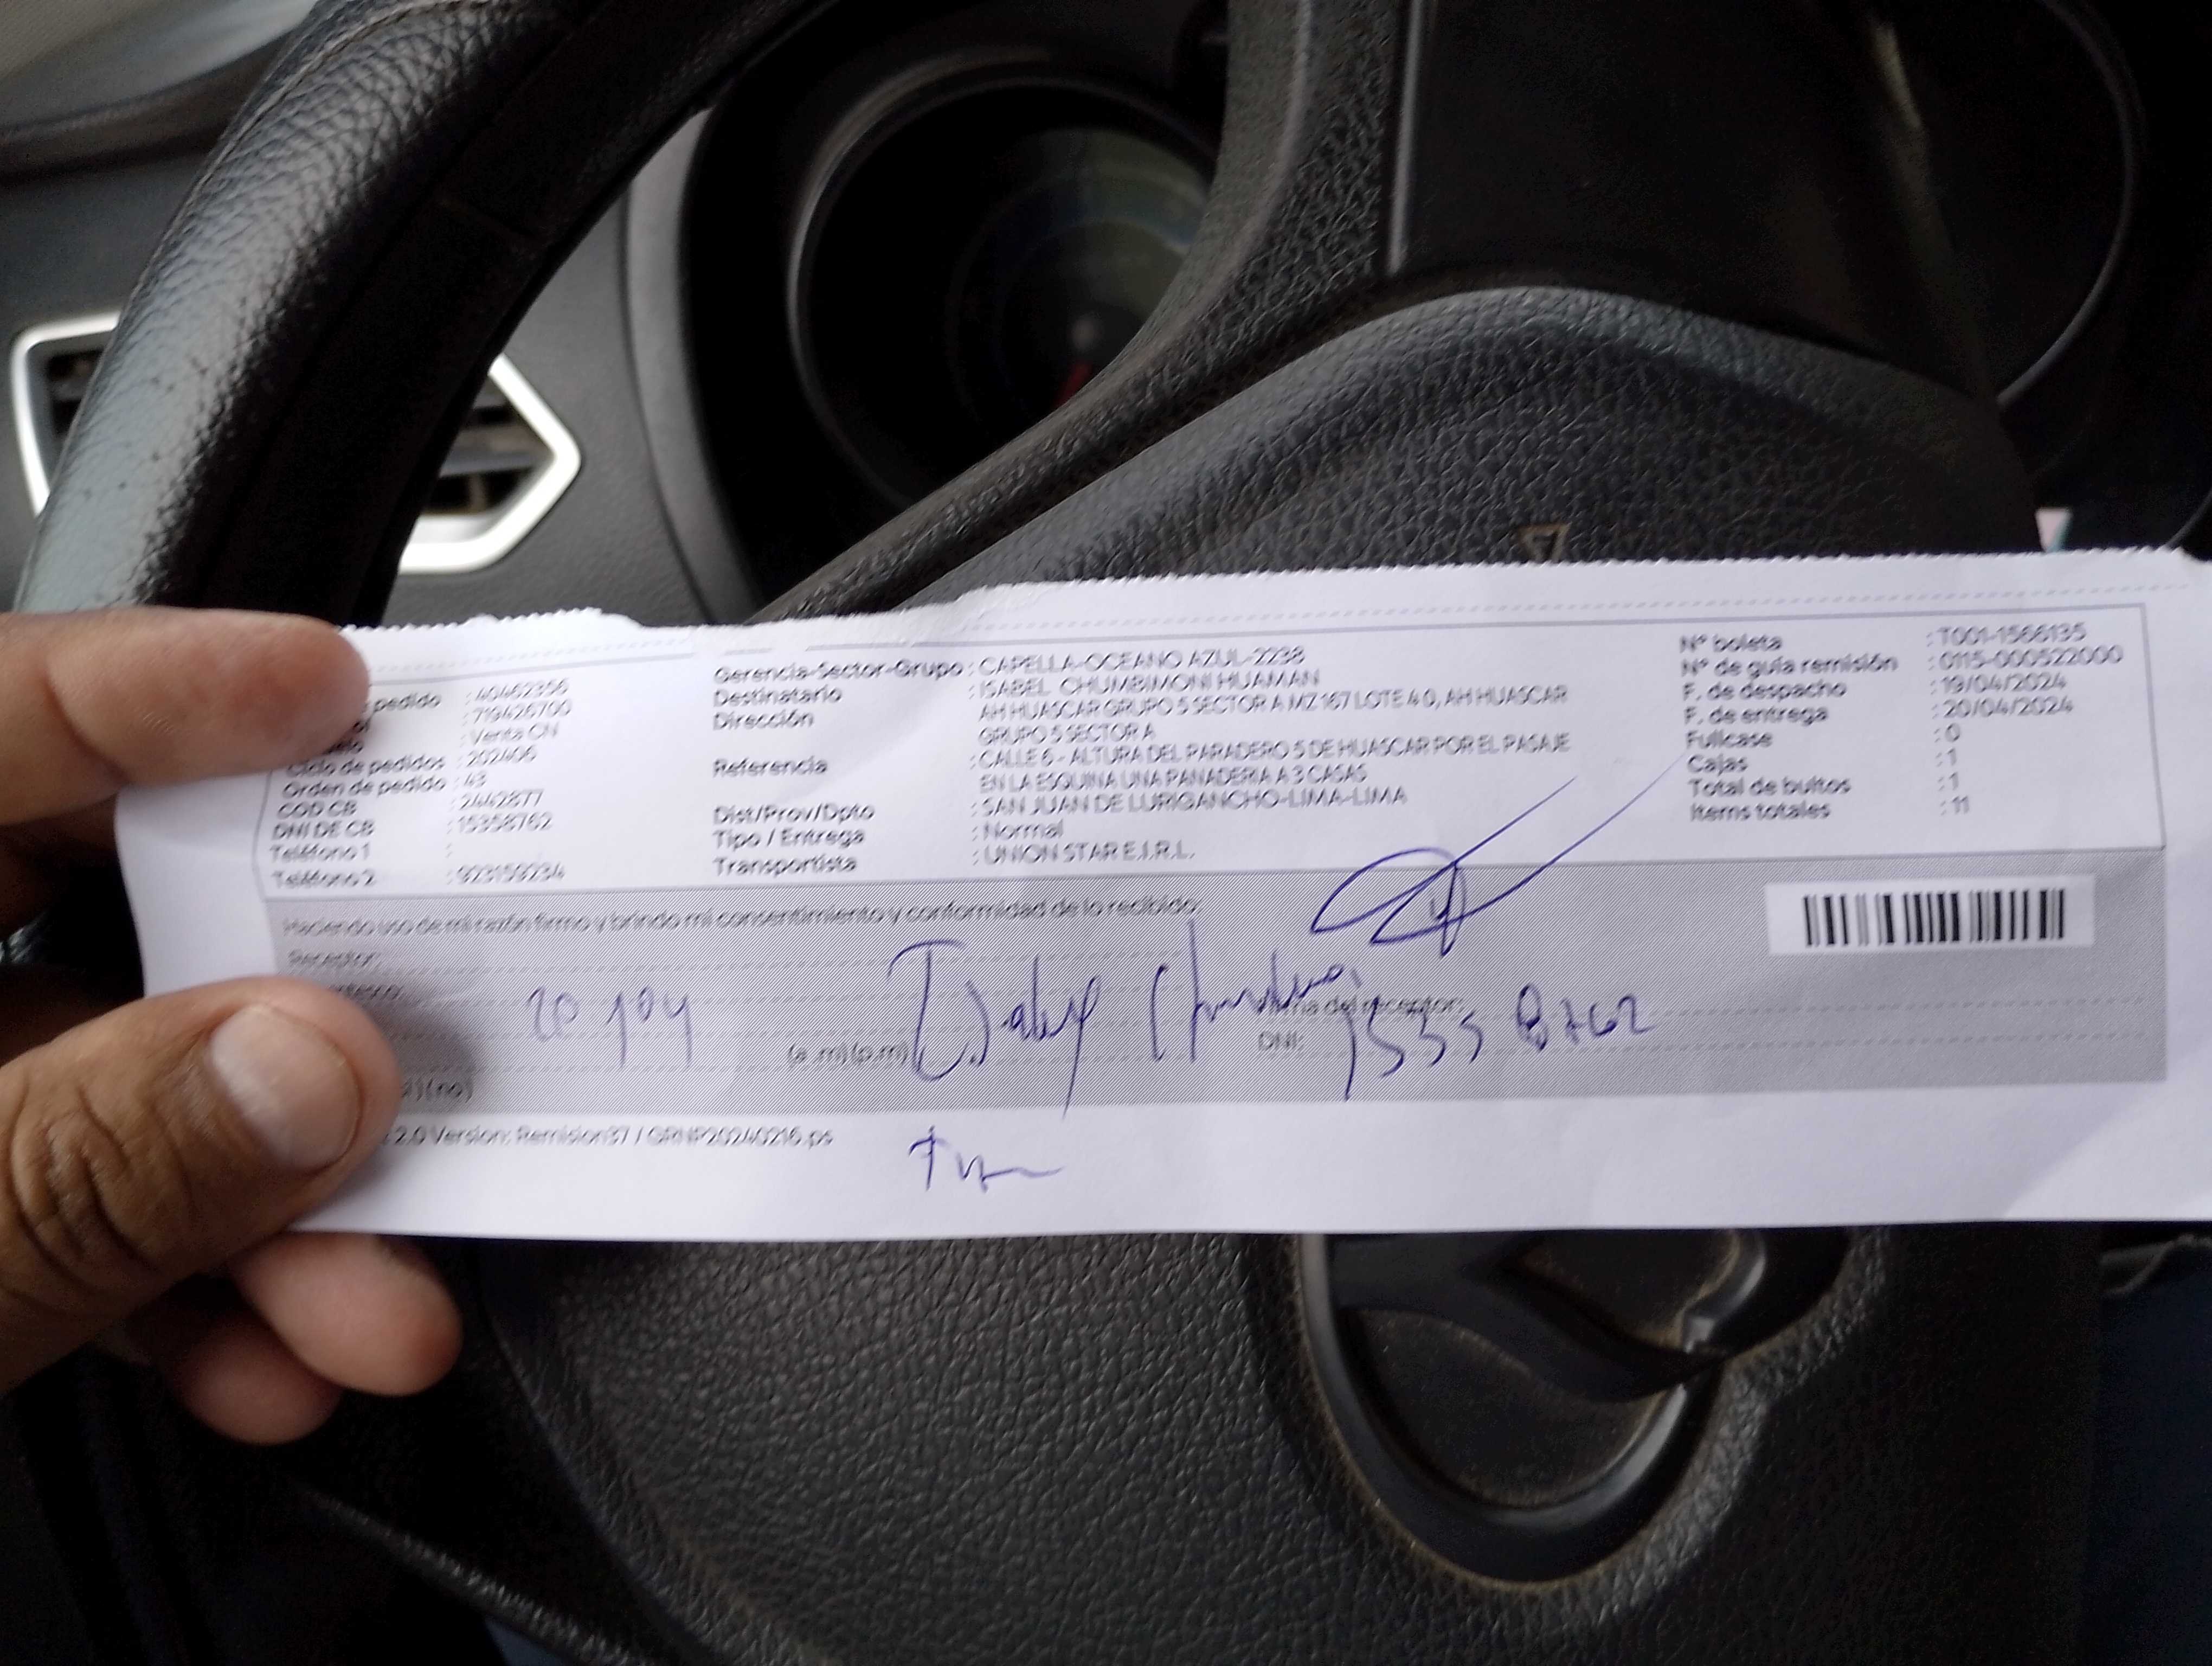 pedido : 40462356
: 719426700
: Venta CN
Ciclo de pedidos : 202406
Orden de pedido : 43
COD CB : 2442877
DNI DE CB : 15358762
Teléfono 1 :
Teléfono 2 : 923159234
Gerencia-Sector-Grupo : CAPELLA-OCEANO AZUL-2238
Destinatario : ISABEL CHUMBIMONI HUAMAN
Dirección AH HUASCAR GRUPO 5 SECTOR A MZ 167 LOTE 4 0, AH HUASCAR
GRUPO 5 SECTOR A
Referencia : CALLE 6 - ALTURA DEL PARADERO 5 DE HUASCAR POR EL PASAJE
EN LA ESQUINA UNA PANADERIA A 3 CASAS
Dist/Prov/Dpto : SAN JUAN DE LURIGANCHO-LIMA-LIMA
Tipo / Entrega : Normal
Transportista : UNION STAR E.I.R.L.
N° boleta : T001-1566135
N° de guía remisión : 0115-000522000
F. de despacho : 19/04/2024
F. de entrega : 20/04/2024
Fullcase : 0
Cajas : 1
Total de bultos : 1
Items totales : 11
Haciendo uso de mi razón firmo y brindo mi consentimiento y conformidad de lo recibido:
Receptor:
(a.m)(p.m)
Firma del receptor:
DNI: 15358762
(no)
2.0 Version: Remision37 / GRNP20240216.ps